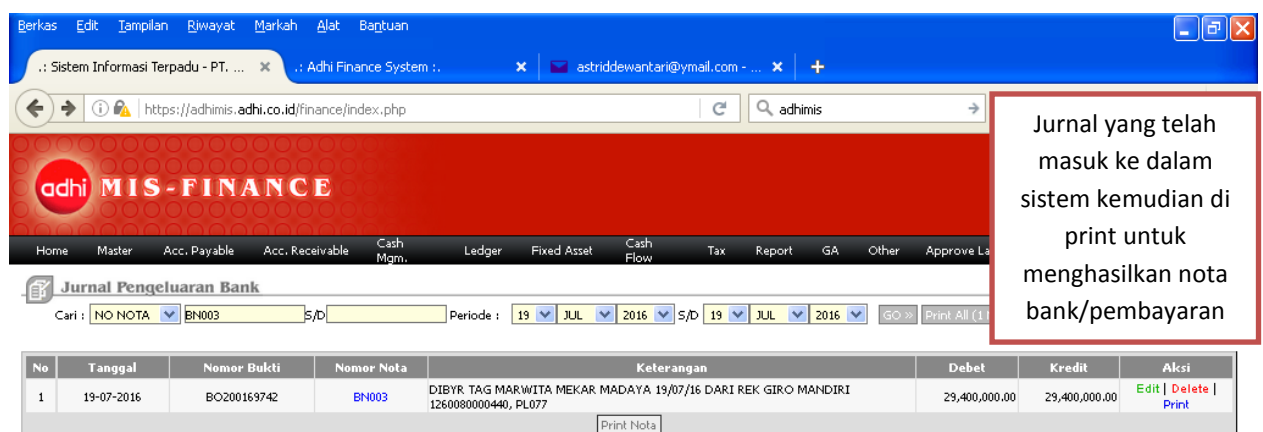 Berkas Edit Tampilan Riwayat Markah Alat Bantuan
.: Sistem Informasi Terpadu - PT. ... .: Adhi Finance System :. astriddewantari@ymail.com - ...
https://adhimis.adhi.co.id/finance/index.php adhimis
Jurnal yang telah
masuk ke dalam
sistem kemudian di
print untuk
menghasilkan nota
bank/pembayaran
adhi MIS-FINANCE
Home Master Acc. Payable Acc. Receivable Cash Mgm. Ledger Fixed Asset Cash Flow Tax Report GA Other Approve La
Jurnal Pengeluaran Bank
Cari : NO NOTA BN003 S/D Periode : 19 JUL 2016 S/D 19 JUL 2016 GO » Print All (1
No Tanggal Nomor Bukti Nomor Nota Keterangan Debet Kredit Aksi
1 19-07-2016 BO200169742 BN003 DIBYR TAG MARWITA MEKAR MADAYA 19/07/16 DARI REK GIRO MANDIRI 29,400,000.00 29,400,000.00 Edit | Delete |
1260080000440, PL077 Print
Print Nota